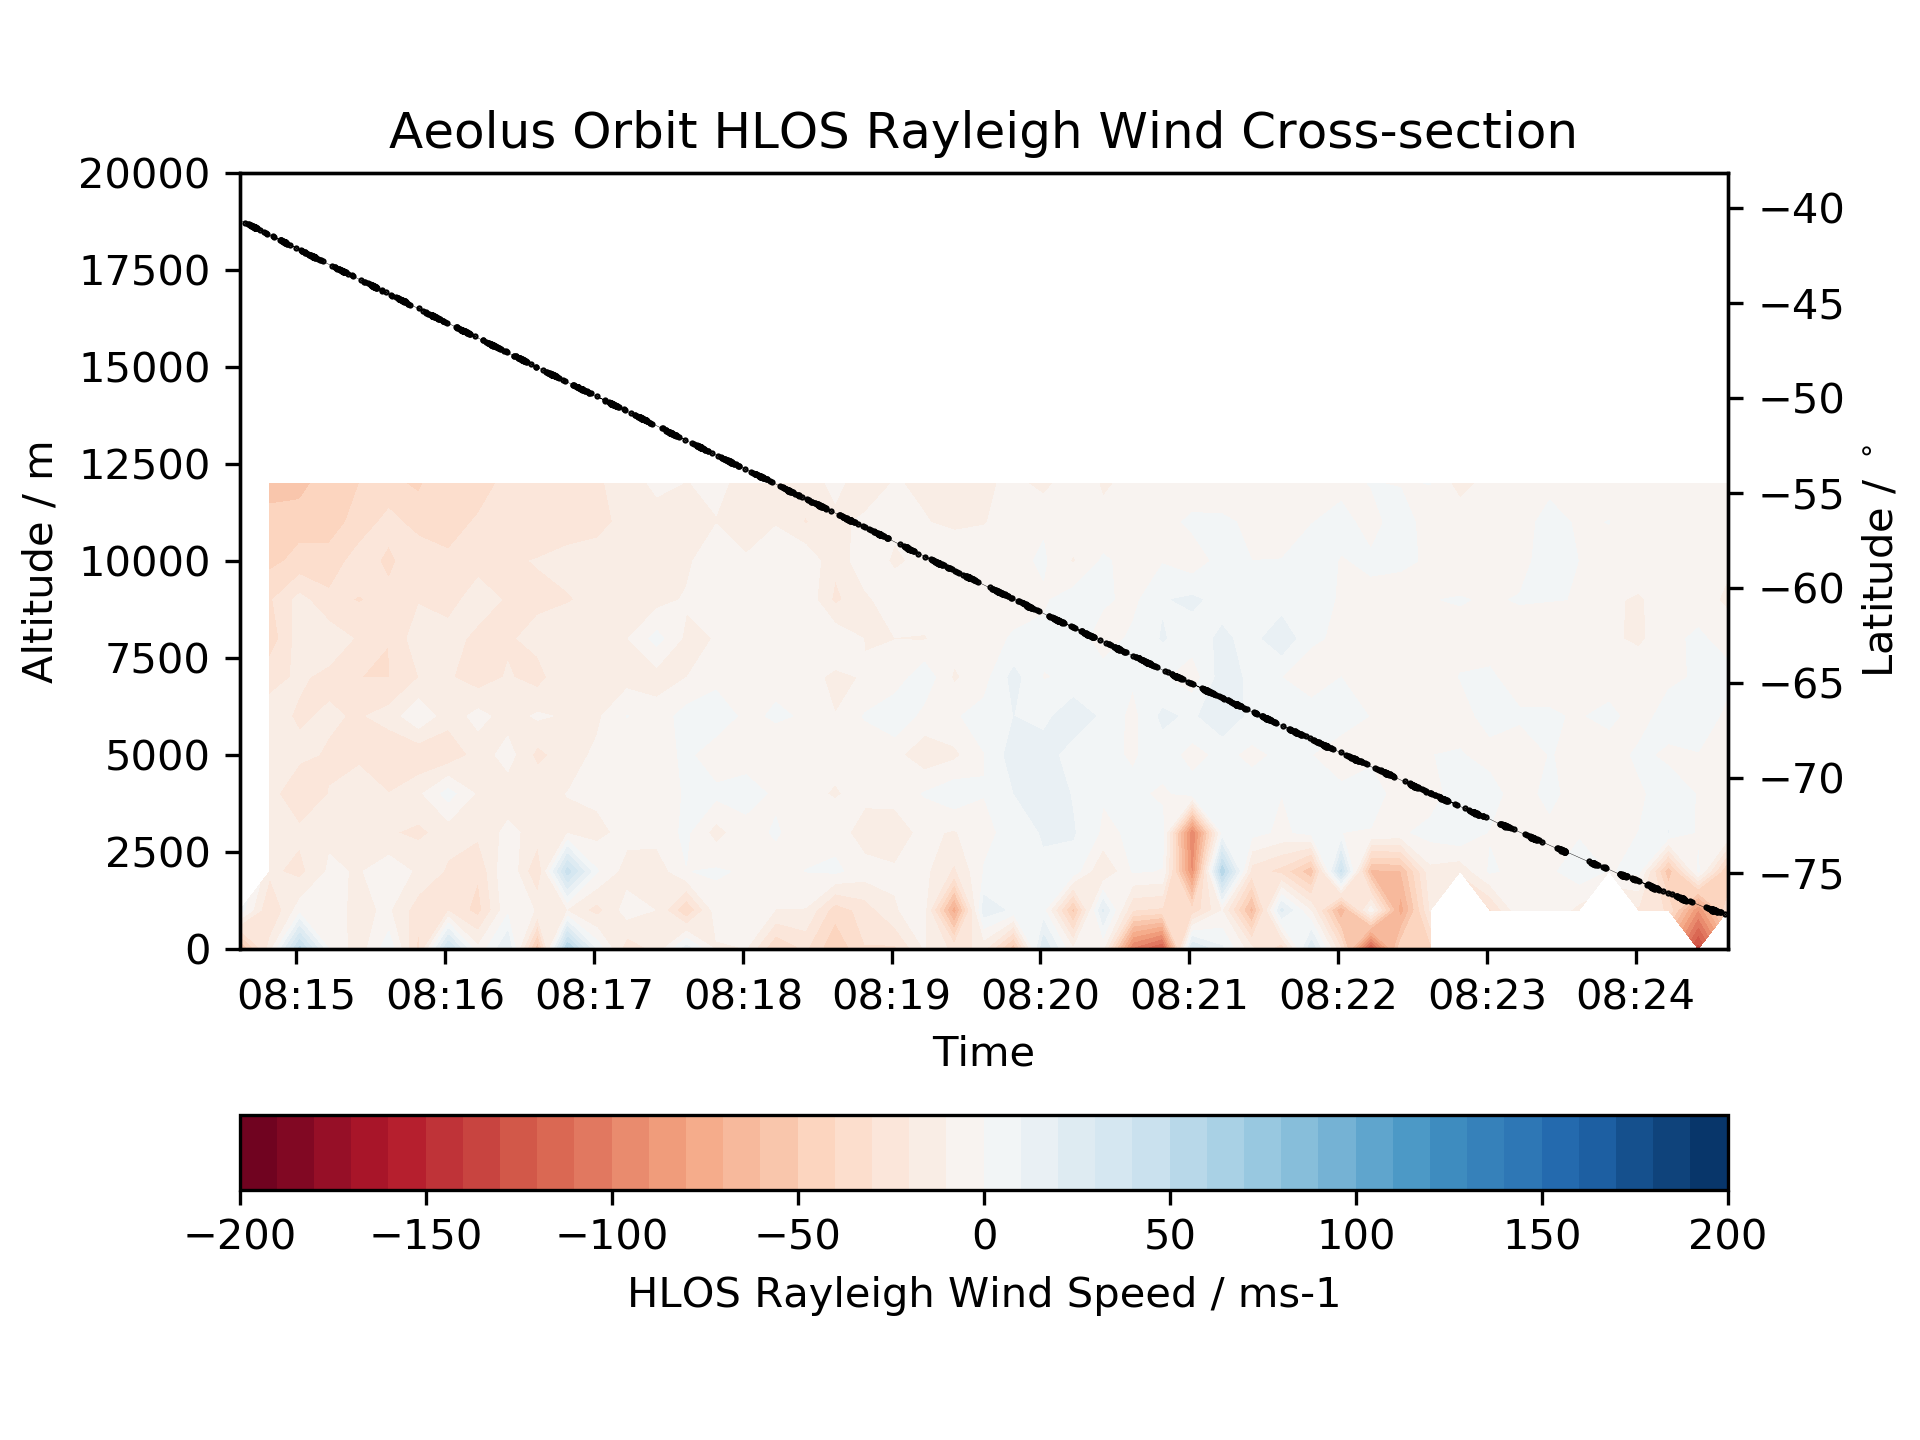 Aeolus Orbit HLOS Rayleigh Wind Cross-section
20000
17500
15000
12500
10000
7500
5000
2500
0
Altitude / m
−40
−45
−50
−55
−60
−65
−70
−75
Latitude / °
08:15 08:16 08:17 08:18 08:19 08:20 08:21 08:22 08:23 08:24
Time
−200 −150 −100 −50 0 50 100 150 200
HLOS Rayleigh Wind Speed / ms-1